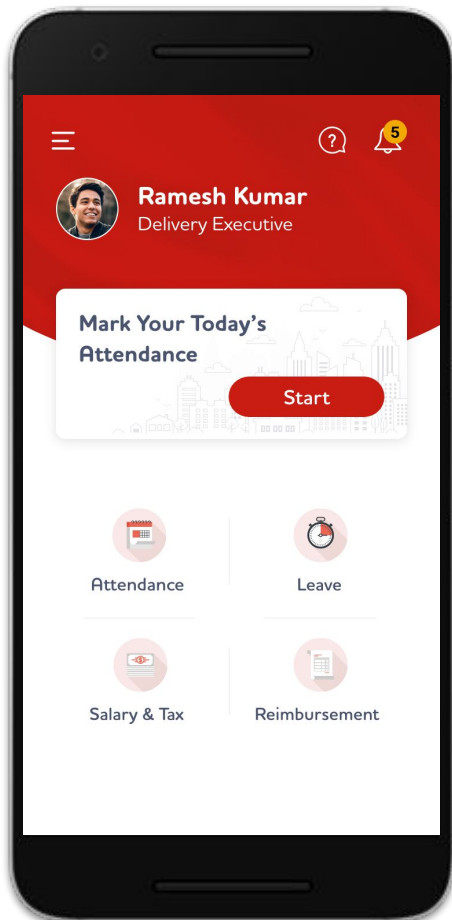 ?
5
Ramesh Kumar
Delivery Executive
Mark Your Today's
Attendance
Start
Attendance
Leave
Salary & Tax
Reimbursement